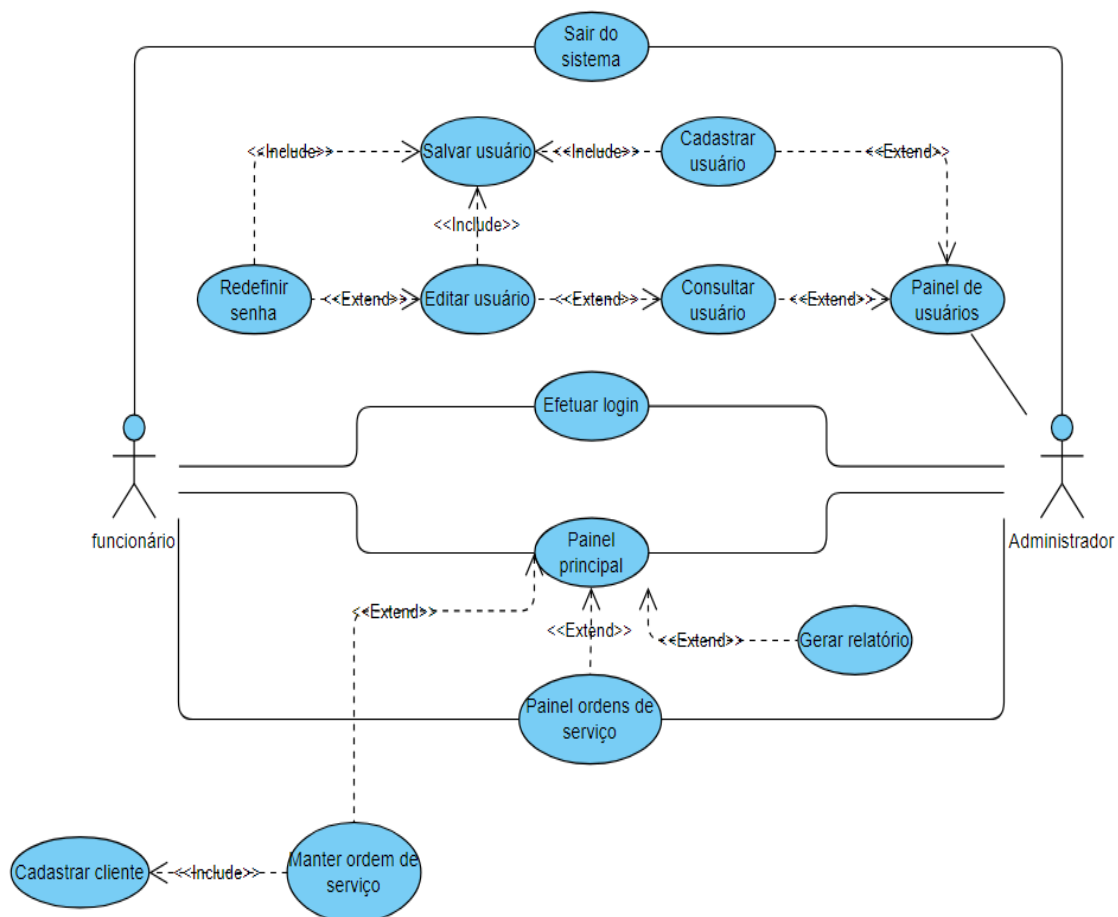 Sair do
sistema
<<Include>>
Salvar usuário
<<Include>>
Cadastrar
usuário
<<Extend>>
<<Include>>
Redefinir
senha
<<Extend>>
Editar usuário
<<Extend>>
Consultar
usuário
<<Extend>>
Painel de
usuários
Efetuar login
funcionário
Painel
principal
Administrador
<<Extend>>
<<Extend>>
<<Extend>>
Gerar relatório
Painel ordens de
serviço
Cadastrar cliente
<<Include>>
Manter ordem de
serviço